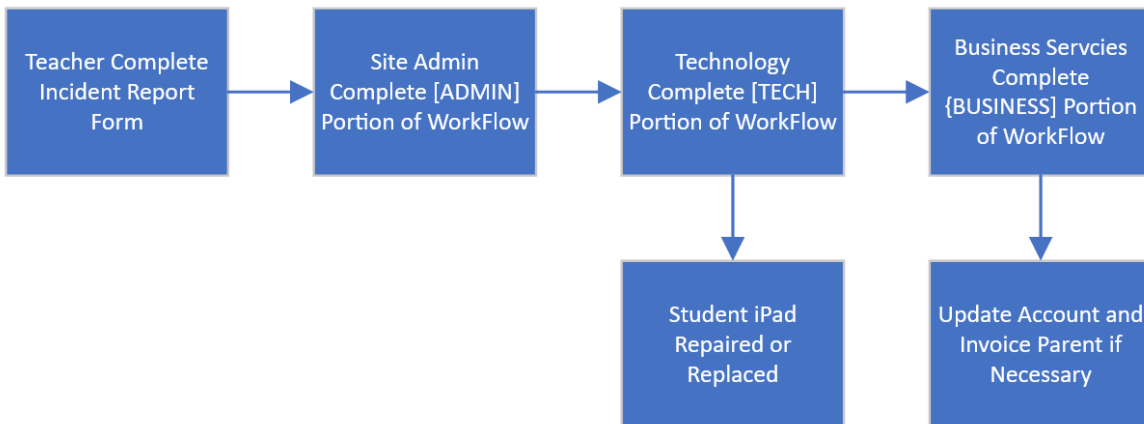 Teacher Complete
Incident Report
Form
Site Admin
Complete [ADMIN]
Portion of WorkFlow
Technology
Complete [TECH]
Portion of WorkFlow
Business Servcies
Complete
{BUSINESS] Portion
of WorkFlow
Student iPad
Repaired or
Replaced
Update Account and
Invoice Parent if
Necessary